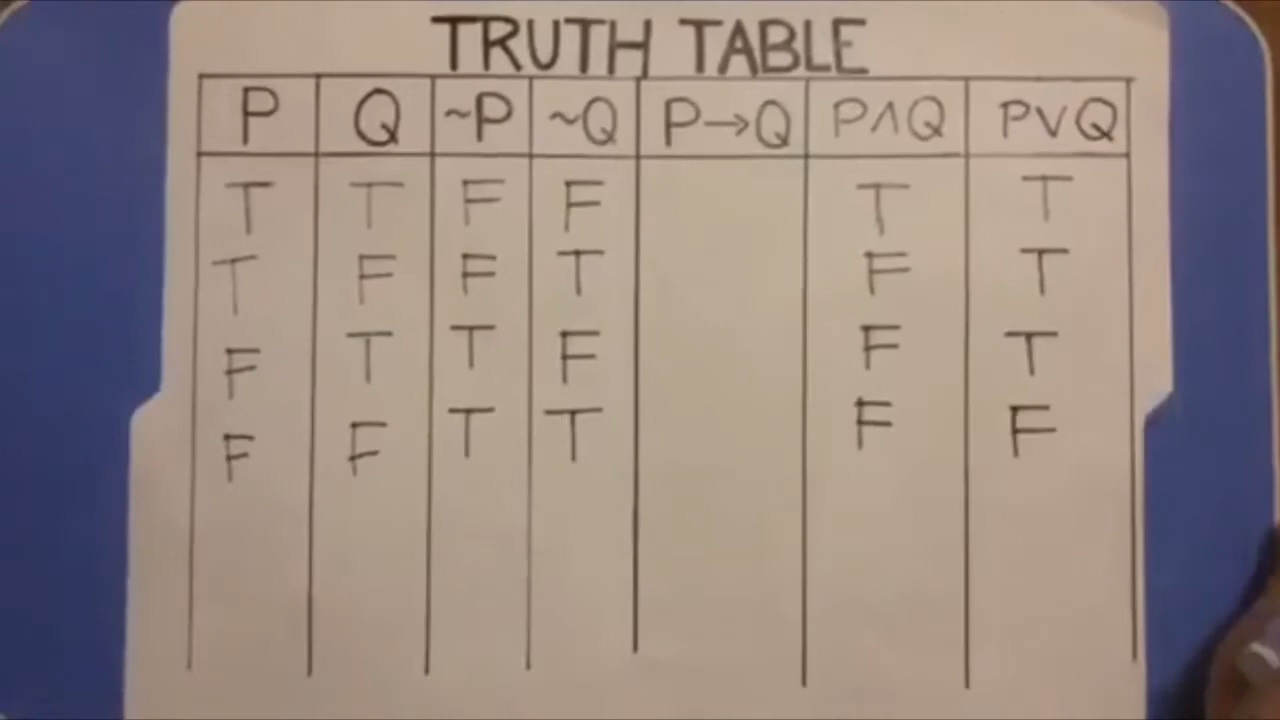 TRUTH TABLE
P Q ~P ~Q P→Q P∧Q P∨Q
T T F F T T
T F F T F T
F T T F F T
F F T T F F